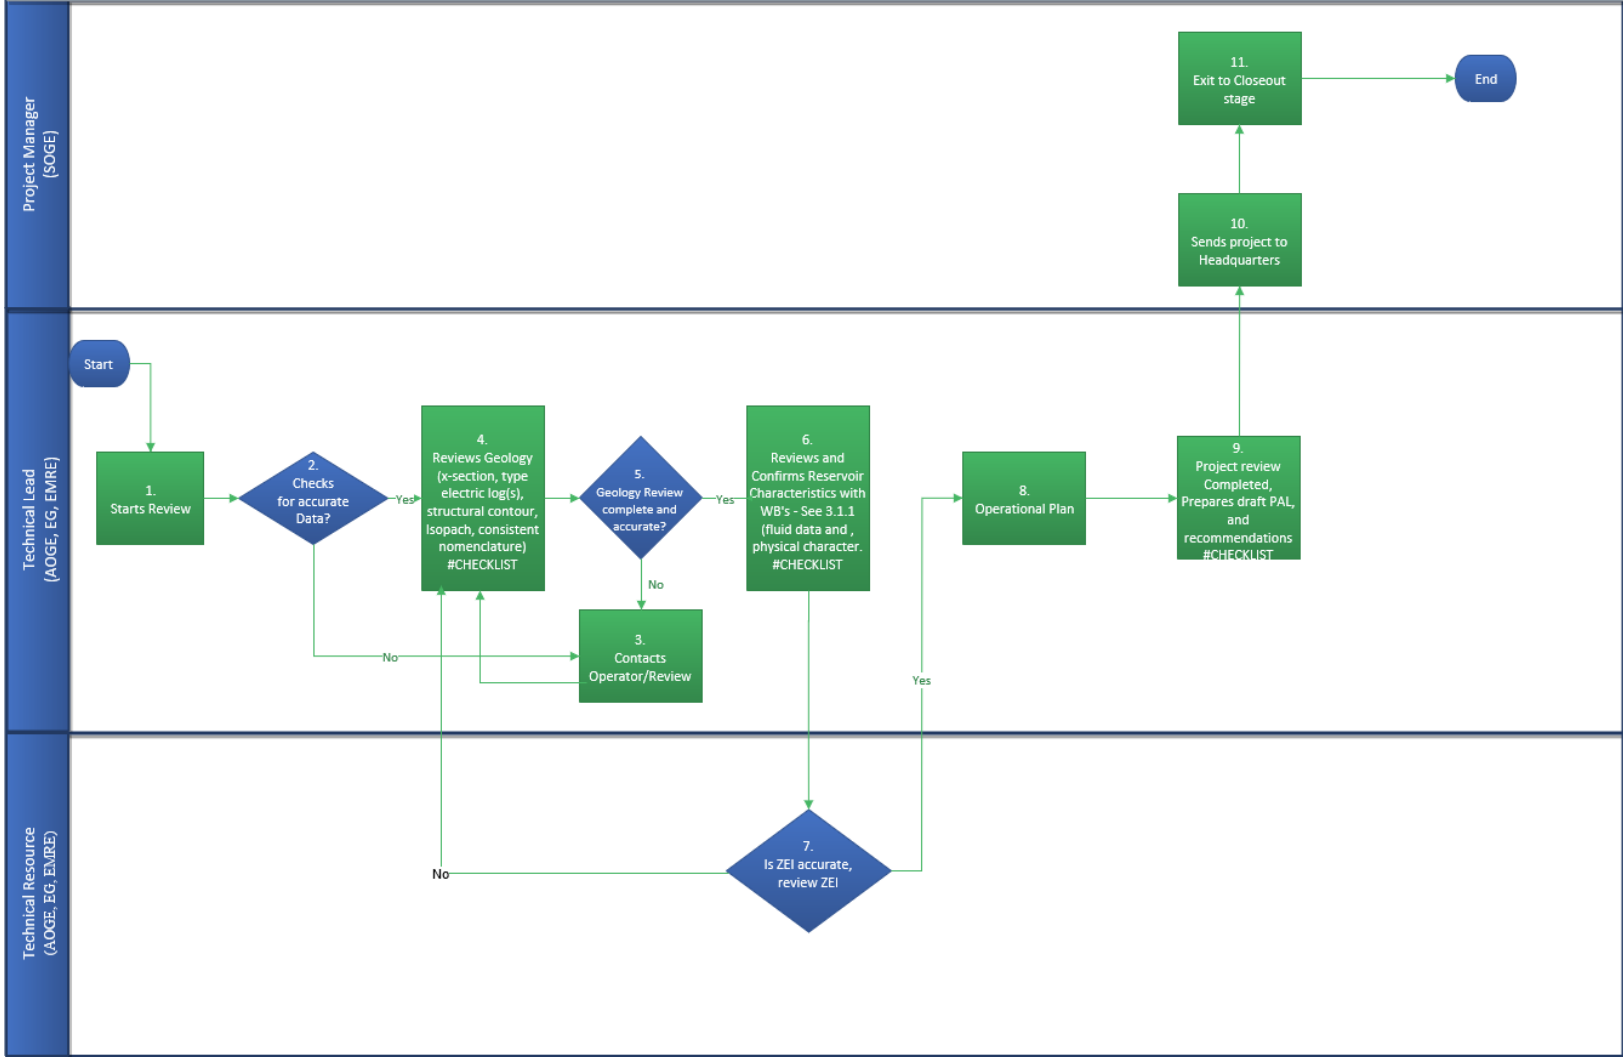 Project Manager
(SOGE)
11.
Exit to Closeout
stage
End
10.
Sends project to
Headquarters
Technical Lead
(AOGE, EG, EMRE)
Start
1.
Starts Review
2.
Checks
for accurate
Data?
Yes
No
4.
Reviews Geology
(x-section, type
electric log(s),
structural contour,
Isopach, consistent
nomenclature)
#CHECKLIST
5.
Geology Review
complete and
accurate?
Yes
No
3.
Contacts
Operator/Review
6.
Reviews and
Confirms Reservoir
Characteristics with
WB's - See 3.1.1
(fluid data and ,
physical character.
#CHECKLIST
8.
Operational Plan
9.
Project review
Completed,
Prepares draft PAL,
and
recommendations
#CHECKLIST
Yes
Technical Resource
(AOGE, EG, EMRE)
7.
Is ZEI accurate,
review ZEI
No